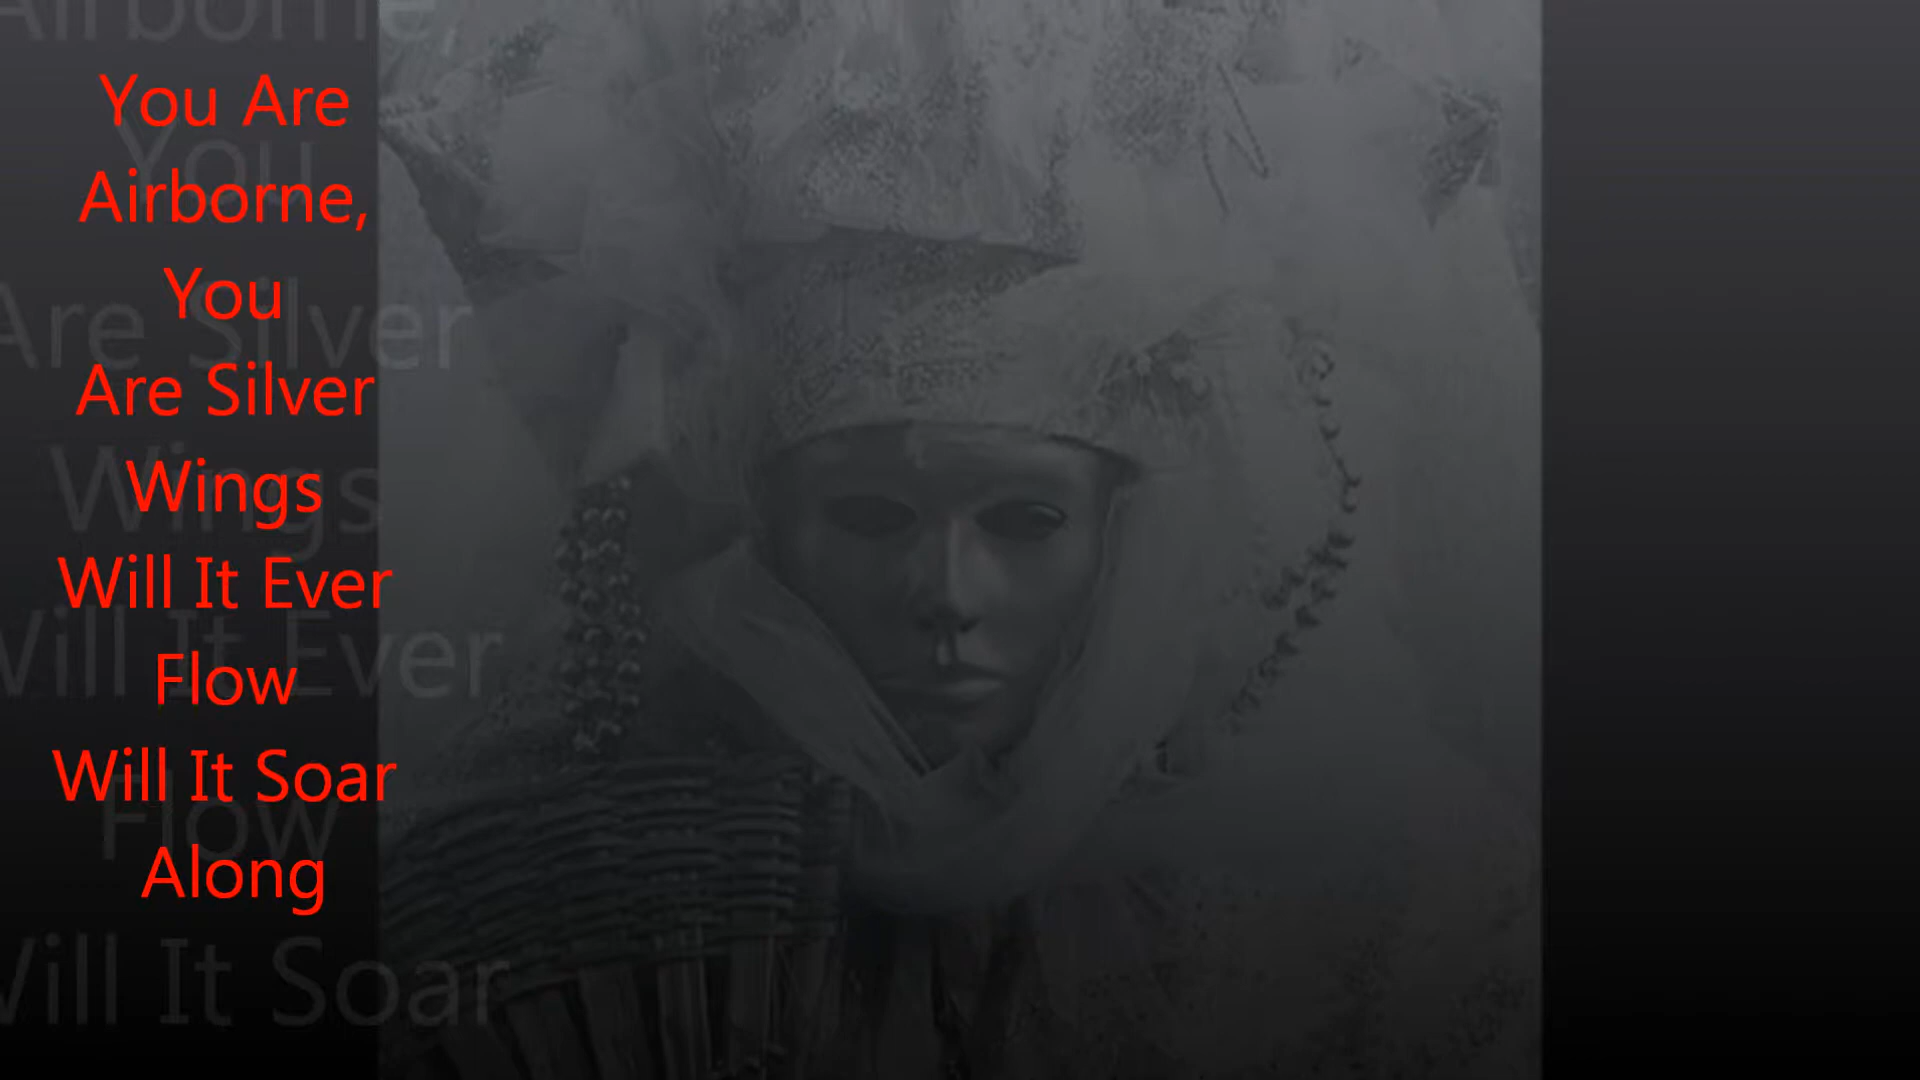 You Are
Airborne,
You
Are Silver
Wings
Will It Ever
Flow
Will It Soar
Along